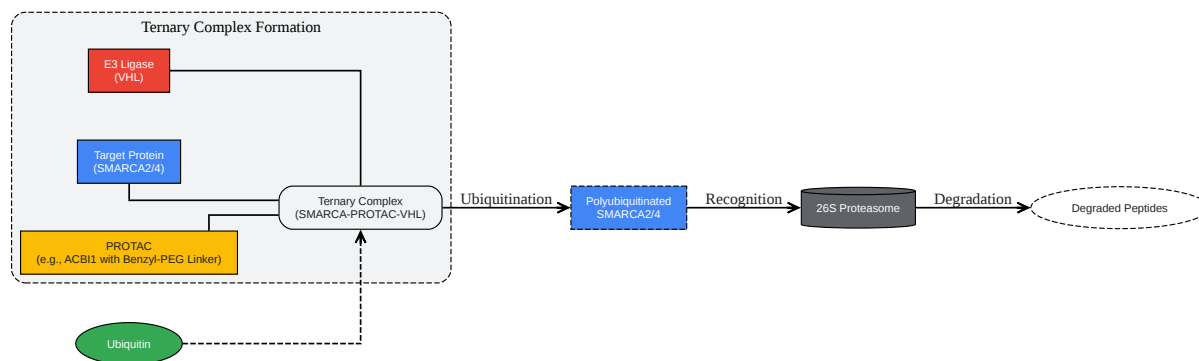 Ternary Complex Formation
E3 Ligase
(VHL)
Target Protein
(SMARCA2/4)
PROTAC
(e.g., ACBI1 with Benzyl-PEG Linker)
Ternary Complex
(SMARCA-PROTAC-VHL)
Ubiquitin
Ubiquitination
Polyubiquitinated
SMARCA2/4
Recognition
26S Proteasome
Degradation
Degraded Peptides